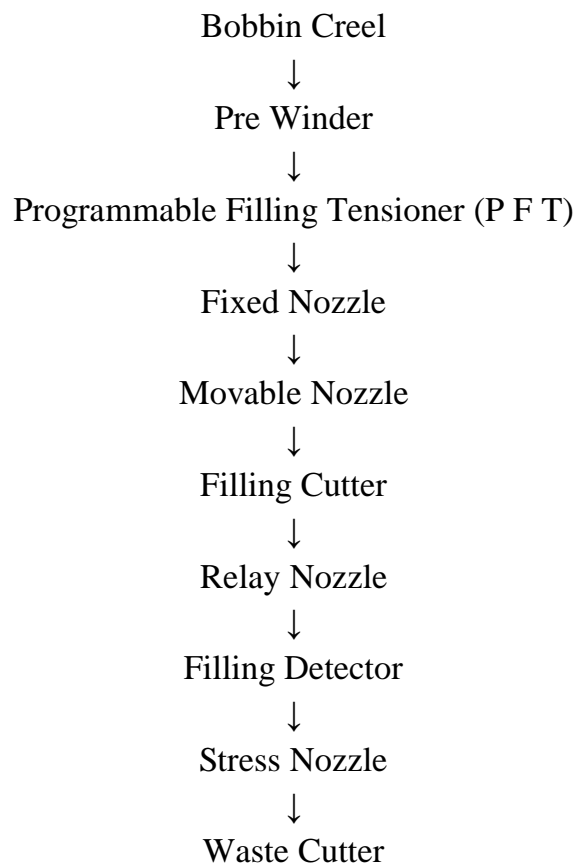 Bobbin Creel
↓
Pre Winder
↓
Programmable Filling Tensioner (P F T)
↓
Fixed Nozzle
↓
Movable Nozzle
↓
Filling Cutter
↓
Relay Nozzle
↓
Filling Detector
↓
Stress Nozzle
↓
Waste Cutter